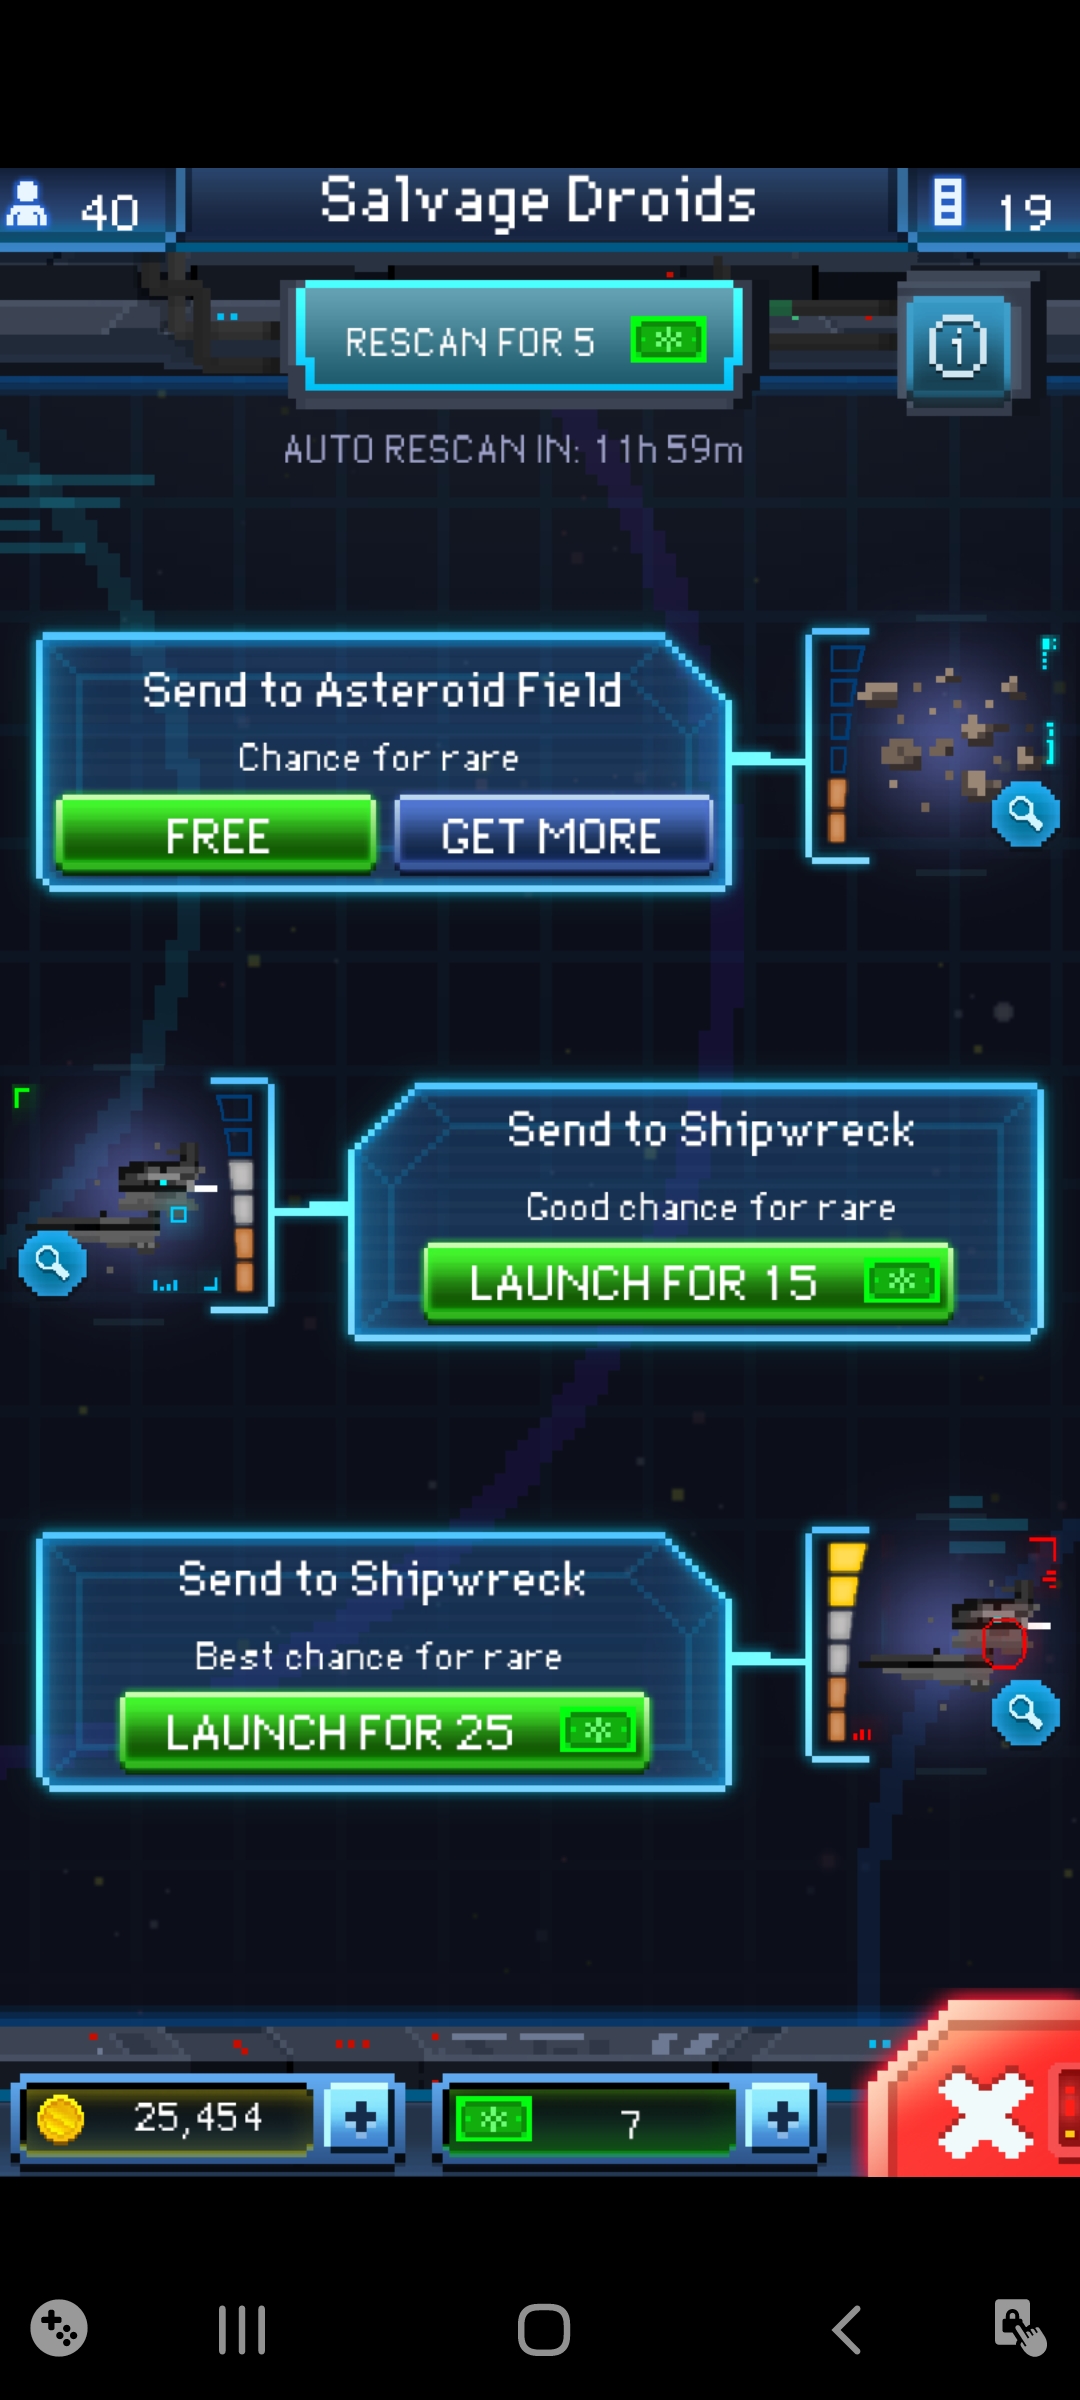 40
Salvage Droids
19
RESCAN FOR 5
AUTO RESCAN IN: 11h 59m
Send to Asteroid Field
Chance for rare
FREE
GET MORE
Send to Shipwreck
Good chance for rare
LAUNCH FOR 15
Send to Shipwreck
Best chance for rare
LAUNCH FOR 25
25,454
7